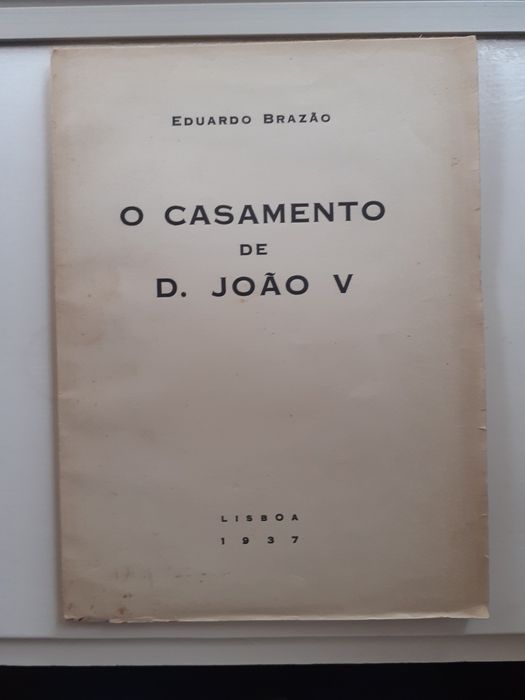 EDUARDO BRAZÃO
O CASAMENTO
DE
D. JOÃO V
LISBOA
1937